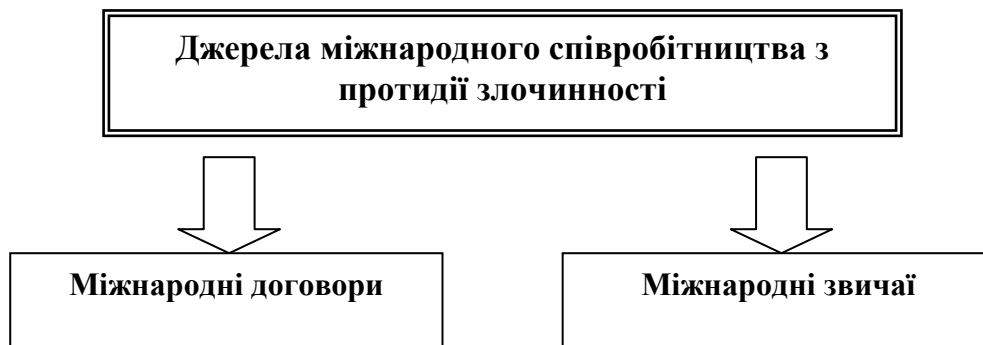 Джерела міжнародного співробітництва з
протидії злочинності
Міжнародні договори
Міжнародні звичаї